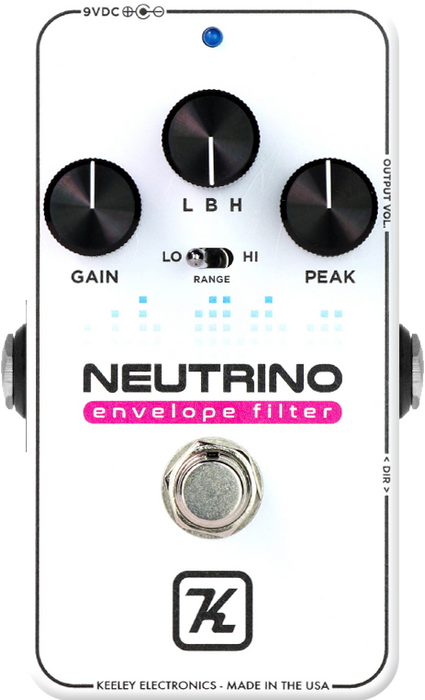 9VDC ⊕ ⊖
OUTPUT VOL.
L B H
LO HI
RANGE
GAIN
PEAK
NEUTRINO
envelope filter
< DIR >
K
KEELEY ELECTRONICS - MADE IN THE USA